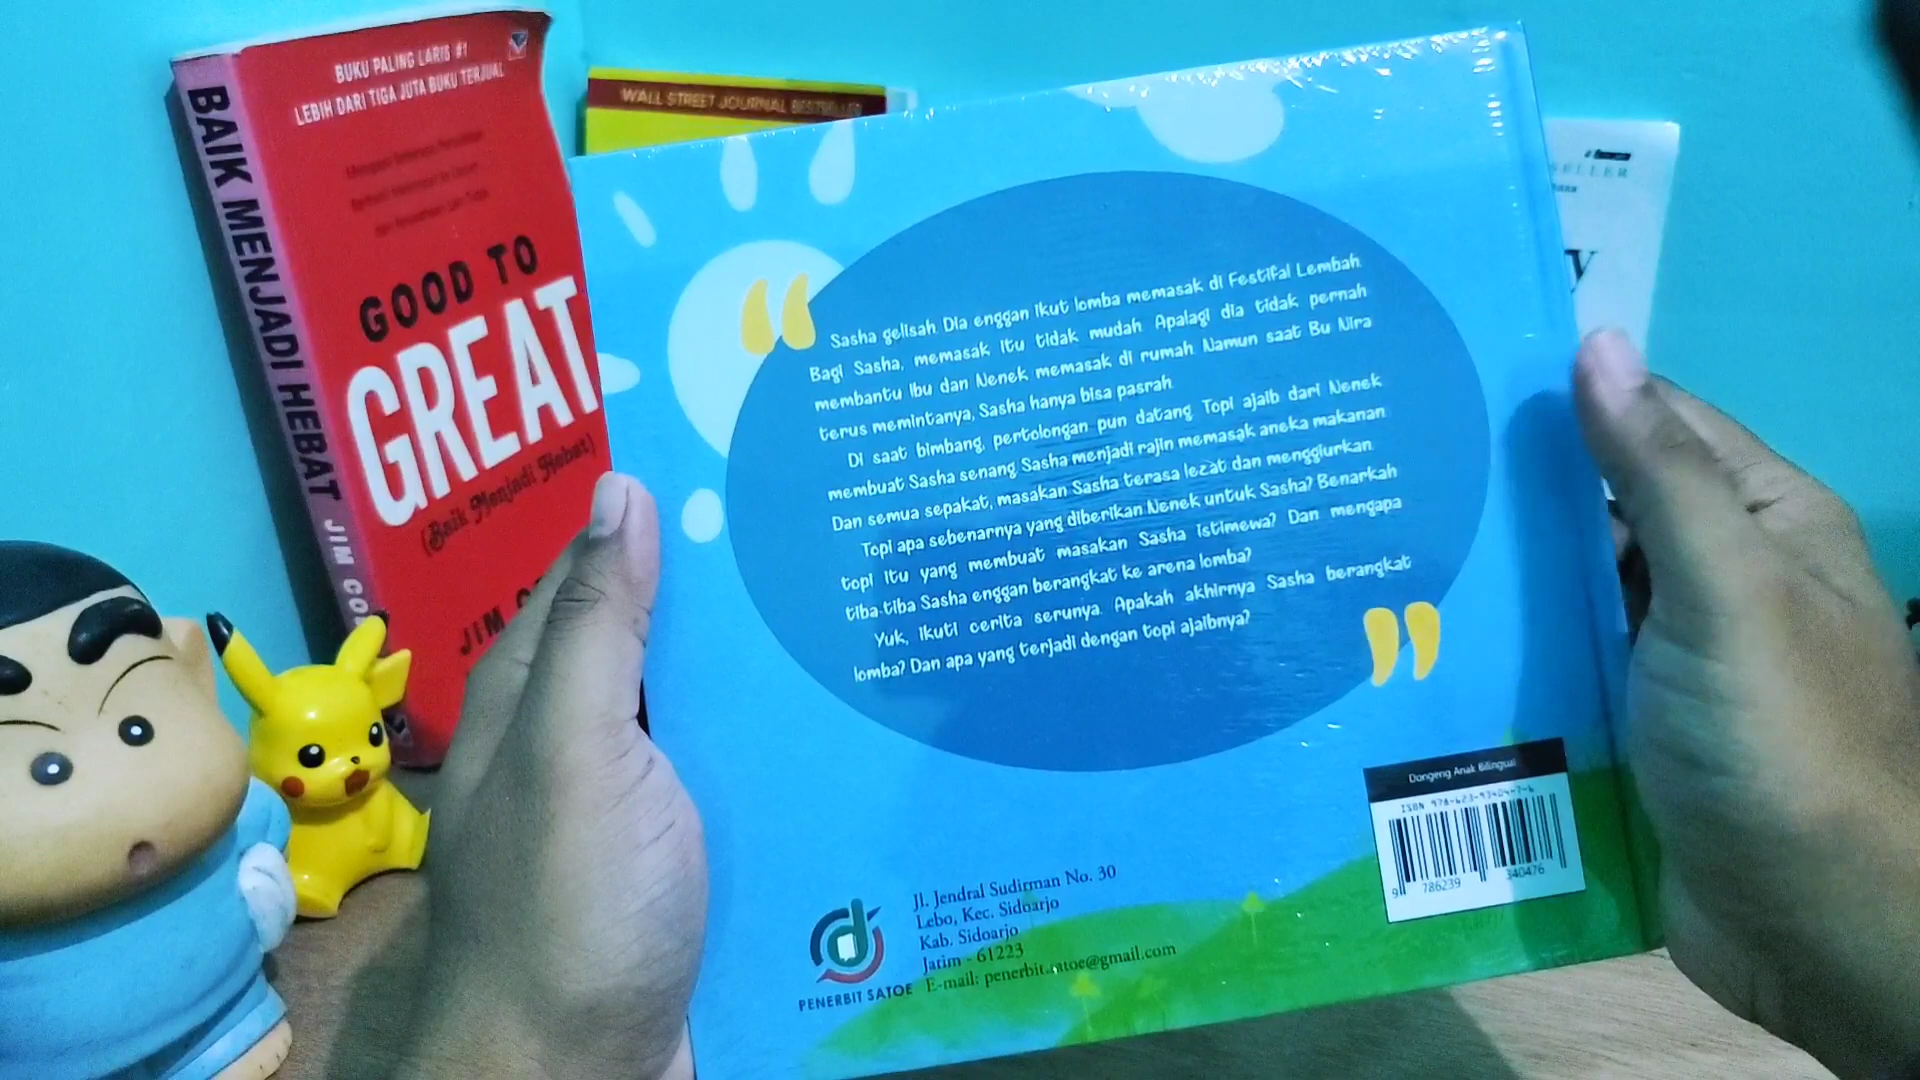 BUKU PALING LARIS #1
LEBIH DARI TIGA JUTA BUKU TERJUAL
GOOD TO
GREAT
(Baik Menjadi Hebat)
JIM
BAIK MENJADI HEBAT JIM
WALL STREET JOURNAL BESTSELLER
Sasha gelisah. Dia enggan ikut lomba memasak di Festifal Lembah.
Bagi Sasha, memasak itu tidak mudah. Apalagi dia tidak pernah
membantu Ibu dan Nenek memasak di rumah. Namun saat Bu Nira
terus memintanya, Sasha hanya bisa pasrah.
Di saat bimbang, pertolongan pun datang. Topi ajaib dari Nenek
membuat Sasha senang. Sasha menjadi rajin memasak aneka makanan.
Dan semua sepakat, masakan Sasha terasa lezat dan menggiurkan.
Topi apa sebenarnya yang diberikan Nenek untuk Sasha? Benarkah
topi itu yang membuat masakan Sasha istimewa? Dan mengapa
tiba-tiba Sasha enggan berangkat ke arena lomba?
Yuk, ikuti cerita serunya. Apakah akhirnya Sasha berangkat
lomba? Dan apa yang terjadi dengan topi ajaibnya?
Dongeng Anak Bilingual
ISBN 978-623-93404-7-6
9 786239 340476
PENERBIT SATOE
Jl. Jendral Sudirman No. 30
Lebo, Kec. Sidoarjo
Kab. Sidoarjo
Jatim - 61223
E-mail: penerbit.satoe@gmail.com